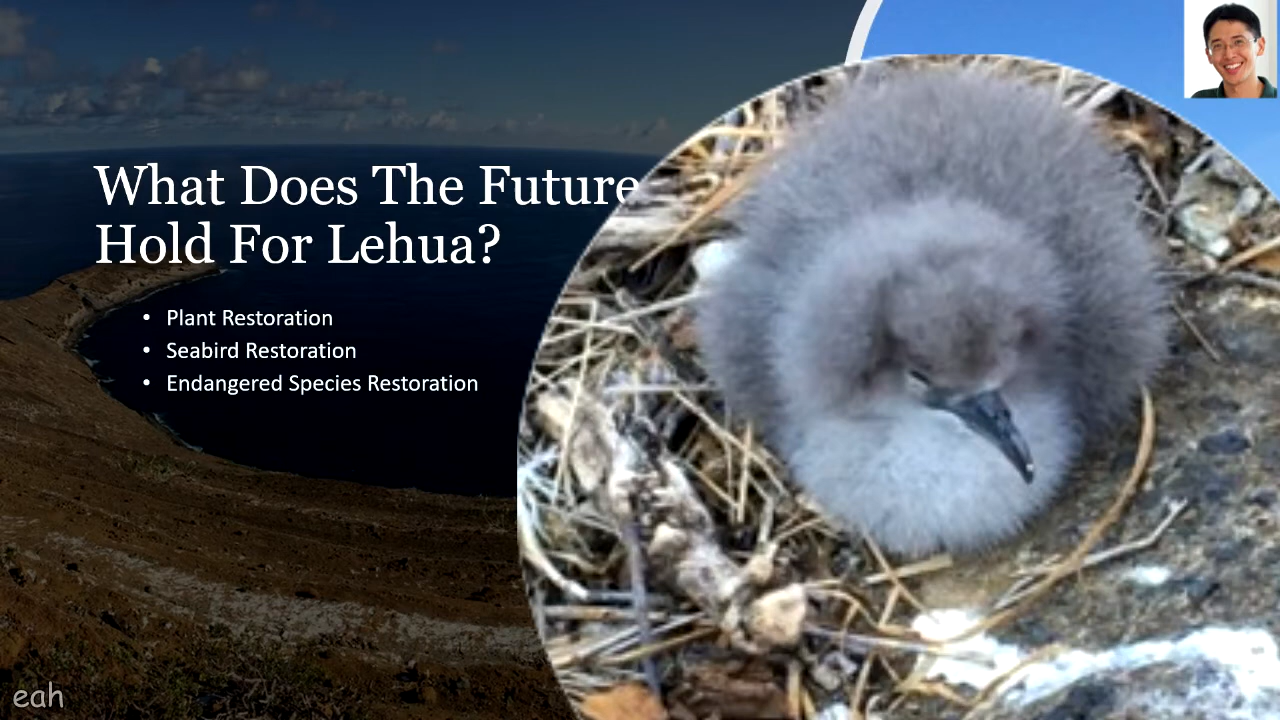 What Does The Future
Hold For Lehua?
• Plant Restoration
• Seabird Restoration
• Endangered Species Restoration
eah